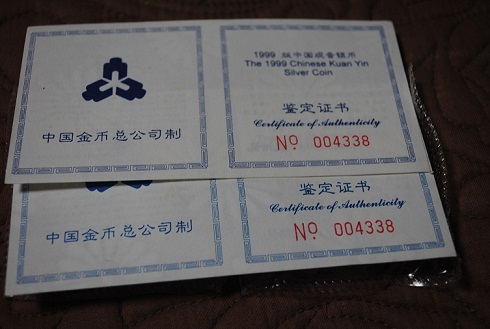 中国金币总公司制
1999 版中国观音银币
The 1999 Chinese Kuan Yin
Silver Coin
鉴定证书
Certificate of Authenticity
Nº 004338
中国金币总公司制
鉴定证书
Certificate of Authenticity
Nº. 004338